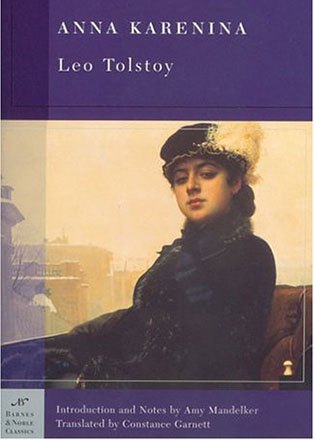 ANNA KARENINA
Leo Tolstoy
BARNES
& NOBLE
CLASSICS
Introduction and Notes by Amy Mandelker
Translated by Constance Garnett